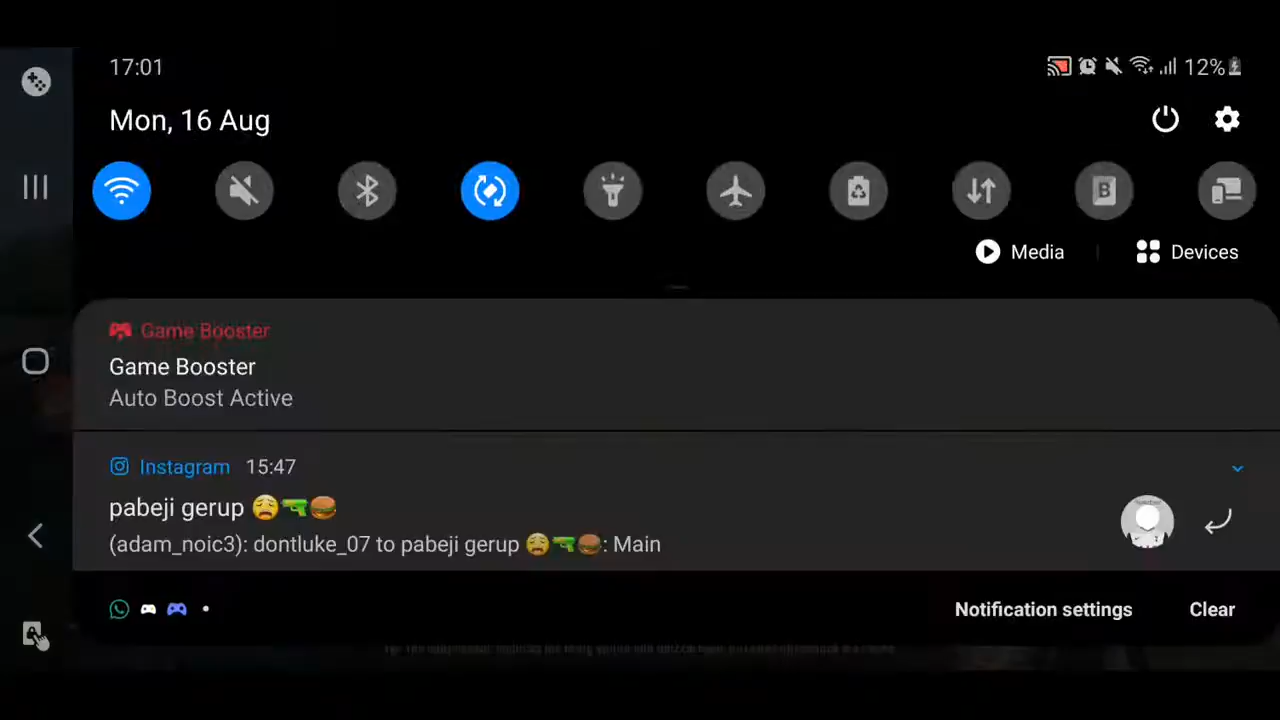 17:01
12%
Mon, 16 Aug
B
Media
Devices
Game Booster
Game Booster
Auto Boost Active
Instagram 15:47
pabeji gerup 😩🔫🍔
(adam_noic3): dontluke_07 to pabeji gerup 😩🔫🍔: Main
Notification settings
Clear